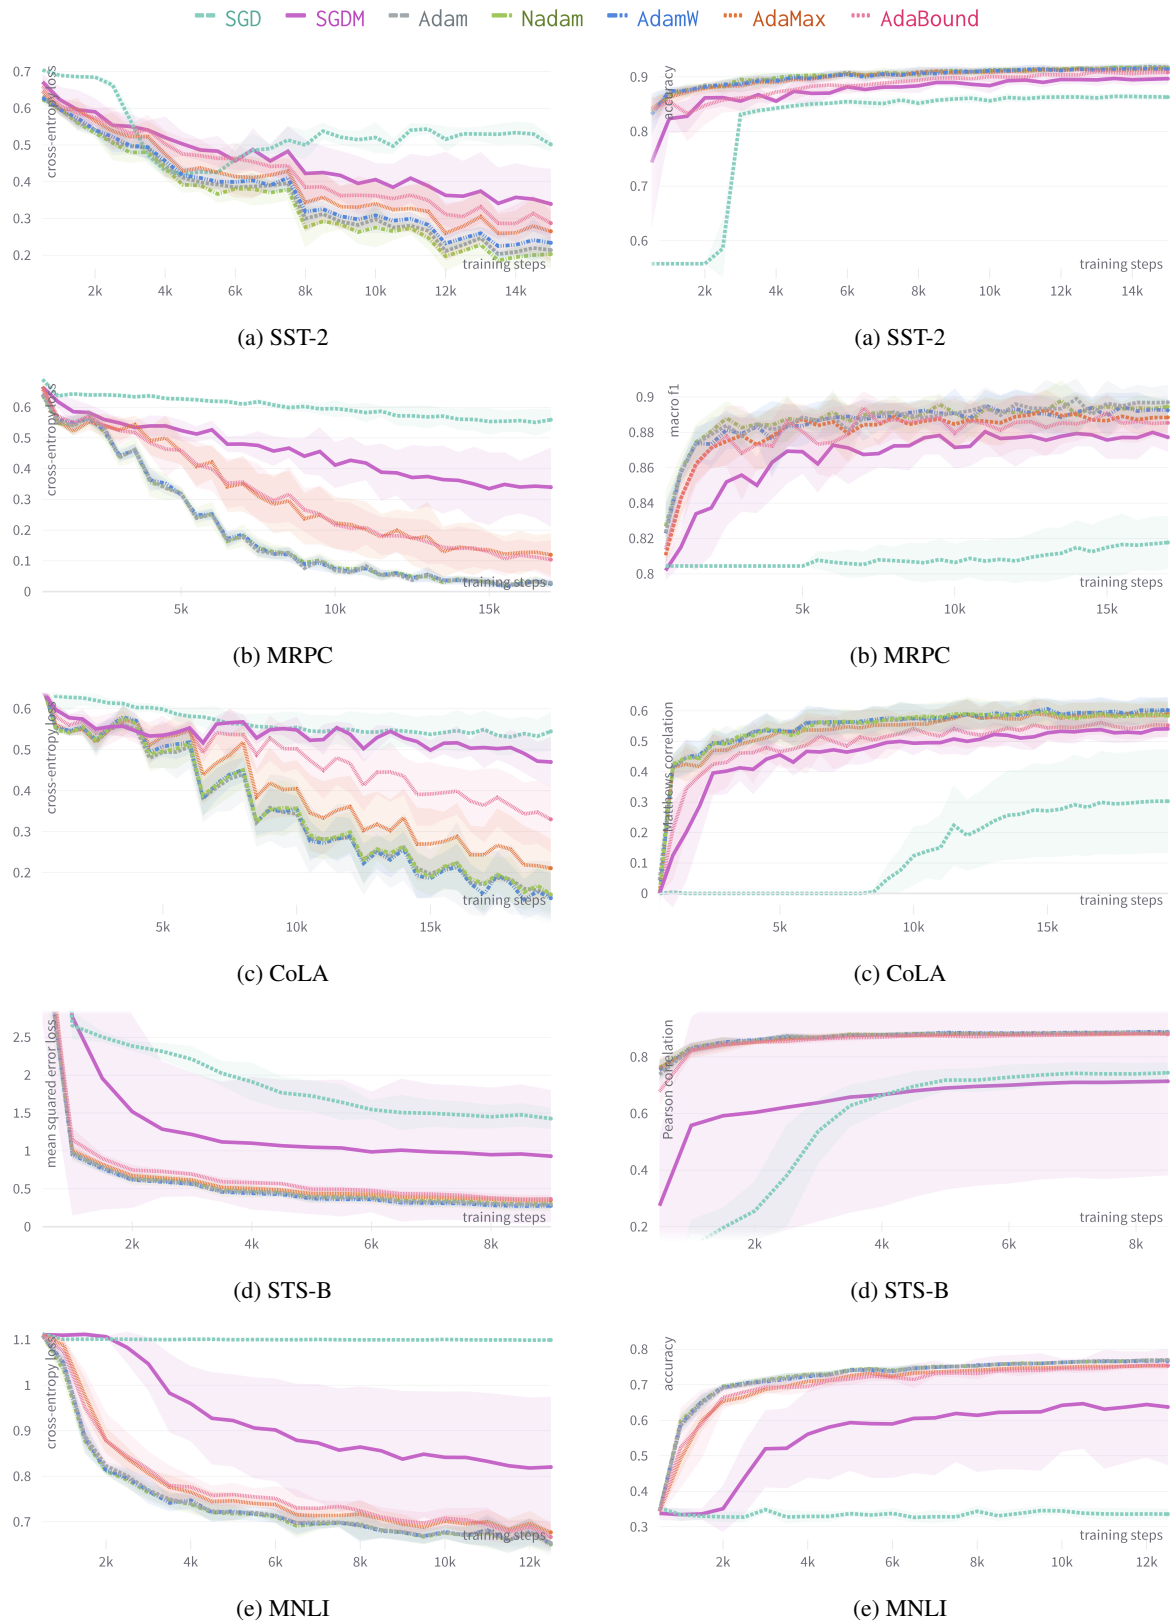 SGD SGDM Adam Nadam AdamW AdaMax AdaBound
cross-entropy loss
0.7
0.6
0.5
0.4
0.3
0.2
training steps
2k 4k 6k 8k 10k 12k 14k
(a) SST-2
accuracy
0.9
0.8
0.7
0.6
training steps
2k 4k 6k 8k 10k 12k 14k
(a) SST-2
cross-entropy loss
0.6
0.5
0.4
0.3
0.2
0.1
0
training steps
5k 10k 15k
(b) MRPC
macro f1
0.9
0.88
0.86
0.84
0.82
0.8
training steps
5k 10k 15k
(b) MRPC
cross-entropy loss
0.6
0.5
0.4
0.3
0.2
training steps
5k 10k 15k
(c) CoLA
Matthews correlation
0.6
0.5
0.4
0.3
0.2
0.1
0
training steps
5k 10k 15k
(c) CoLA
mean squared error loss
2.5
2
1.5
1
0.5
0
training steps
2k 4k 6k 8k
(d) STS-B
Pearson correlation
0.8
0.6
0.4
0.2
training steps
2k 4k 6k 8k
(d) STS-B
cross-entropy loss
1.1
1
0.9
0.8
0.7
training steps
2k 4k 6k 8k 10k 12k
(e) MNLI
accuracy
0.8
0.7
0.6
0.5
0.4
0.3
training steps
2k 4k 6k 8k 10k 12k
(e) MNLI